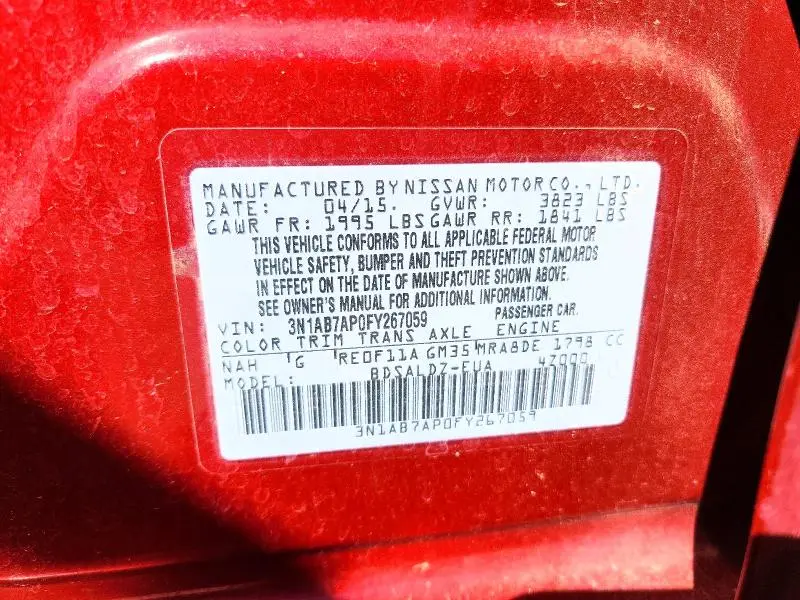 MANUFACTURED BY NISSAN MOTOR CO., LTD.
DATE: 04/15. GVWR: 3823 LBS
GAWR FR: 1995 LBS GAWR RR: 1841 LBS
THIS VEHICLE CONFORMS TO ALL APPLICABLE FEDERAL MOTOR
VEHICLE SAFETY, BUMPER AND THEFT PREVENTION STANDARDS
IN EFFECT ON THE DATE OF MANUFACTURE SHOWN ABOVE.
SEE OWNER'S MANUAL FOR ADDITIONAL INFORMATION.
VIN: 3N1AB7AP0FY267059 PASSENGER CAR.
COLOR TRIM TRANS AXLE ENGINE
NAH G RE0F11A GM35 MRA8DE 1798 CC
MODEL: BDSALDZ-EUA
3N1AB7AP0FY267059